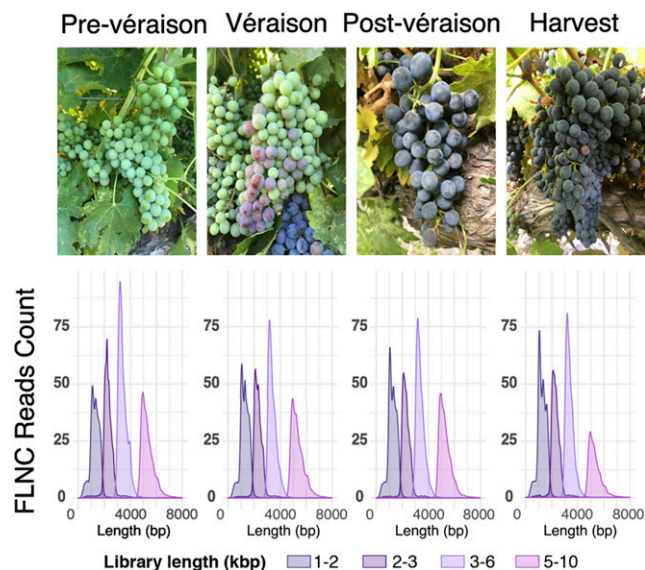 Pre-véraison Véraison Post-véraison Harvest
FLNC Reads Count
75 75 75 75
50 50 50 50
25 25 25 25
0 0 0 0
0 4000 8000 0 4000 8000 0 4000 8000 0 4000 8000
Length (bp) Length (bp) Length (bp) Length (bp)
Library length (kbp) 1-2 2-3 3-6 5-10